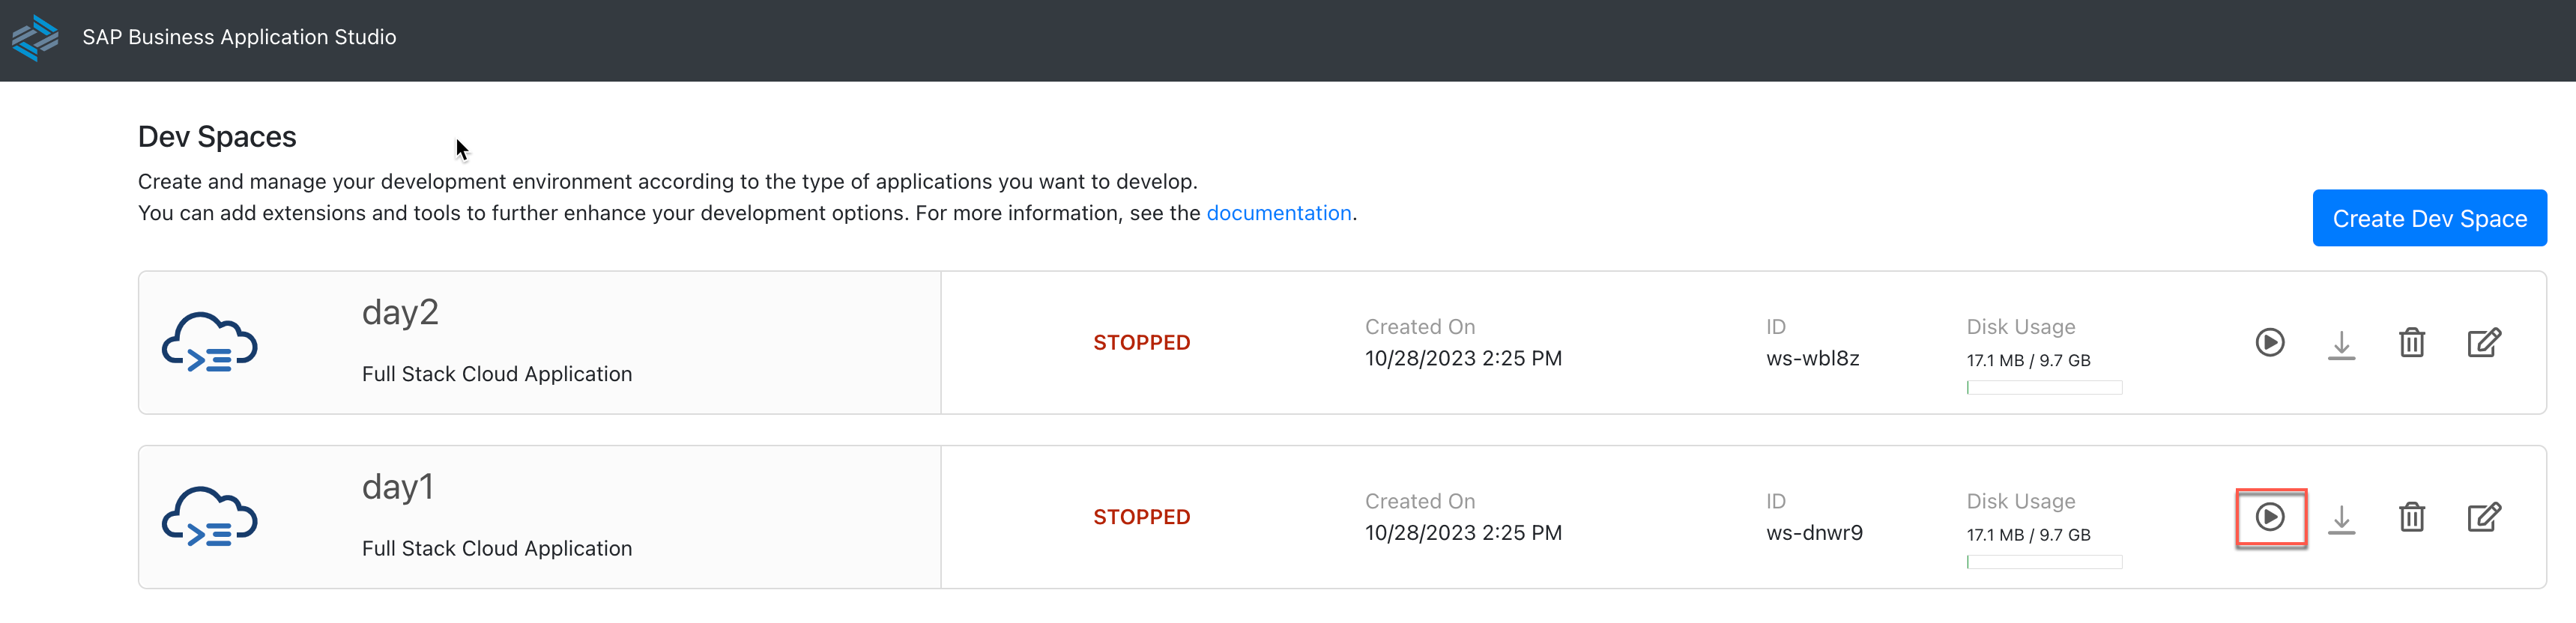 SAP Business Application Studio
Dev Spaces
Create and manage your development environment according to the type of applications you want to develop.
You can add extensions and tools to further enhance your development options. For more information, see the documentation.
Create Dev Space
day2
Full Stack Cloud Application
STOPPED
Created On
10/28/2023 2:25 PM
ID
ws-wbl8z
Disk Usage
17.1 MB / 9.7 GB
day1
Full Stack Cloud Application
STOPPED
Created On
10/28/2023 2:25 PM
ID
ws-dnwr9
Disk Usage
17.1 MB / 9.7 GB